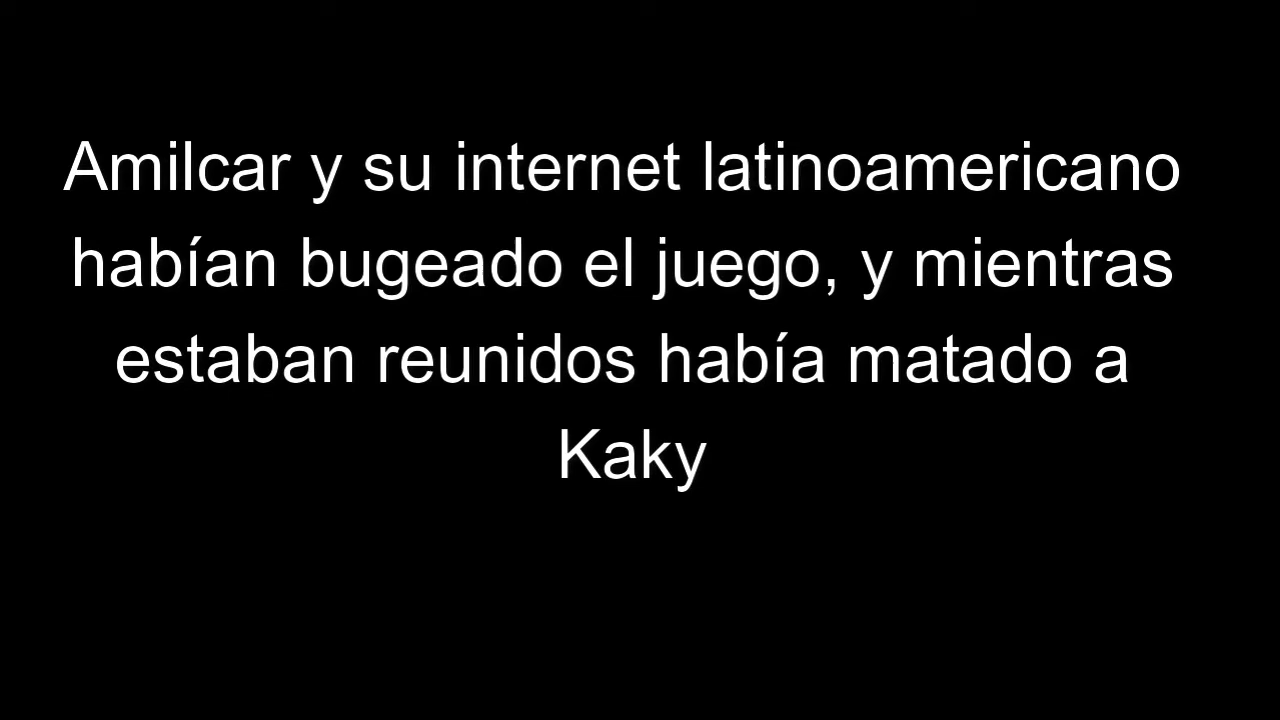 Amilcar y su internet latinoamericano
habían bugeado el juego, y mientras
estaban reunidos había matado a
Kaky